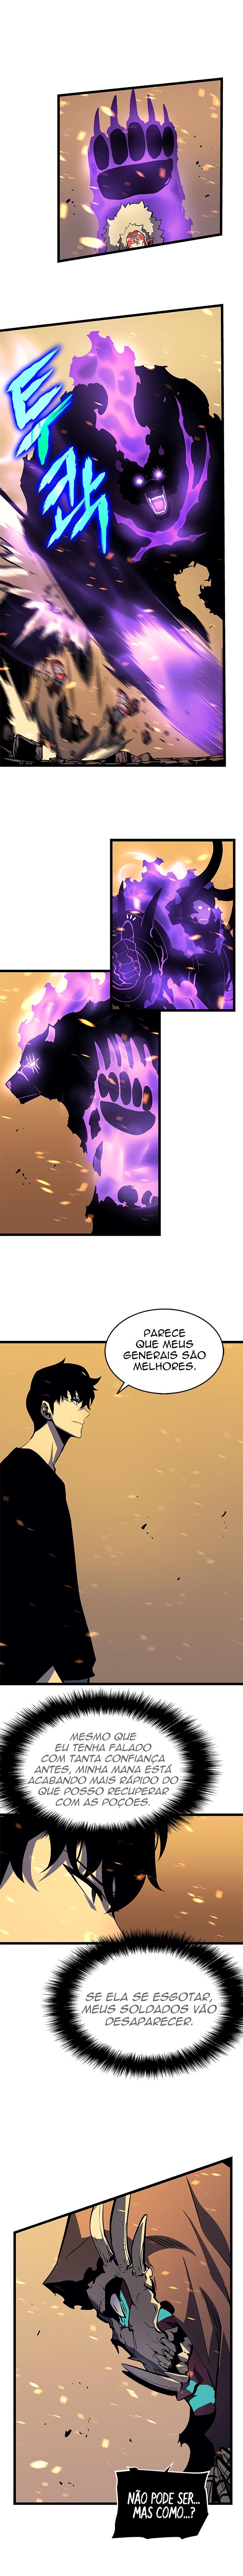 투
콰
PARECE
QUE MEUS
GENERAIS SÃO
MELHORES.
MESMO QUE
EU TENHA FALADO
COM TANTA CONFIANÇA
ANTES, MINHA MANA ESTÁ
ACABANDO MAIS RÁPIDO DO
QUE POSSO RECUPERAR
COM AS POÇÕES.
SE ELA SE ESGOTAR,
MEUS SOLDADOS VÃO
DESAPARECER.
NÃO PODE SER...
MAS COMO...?